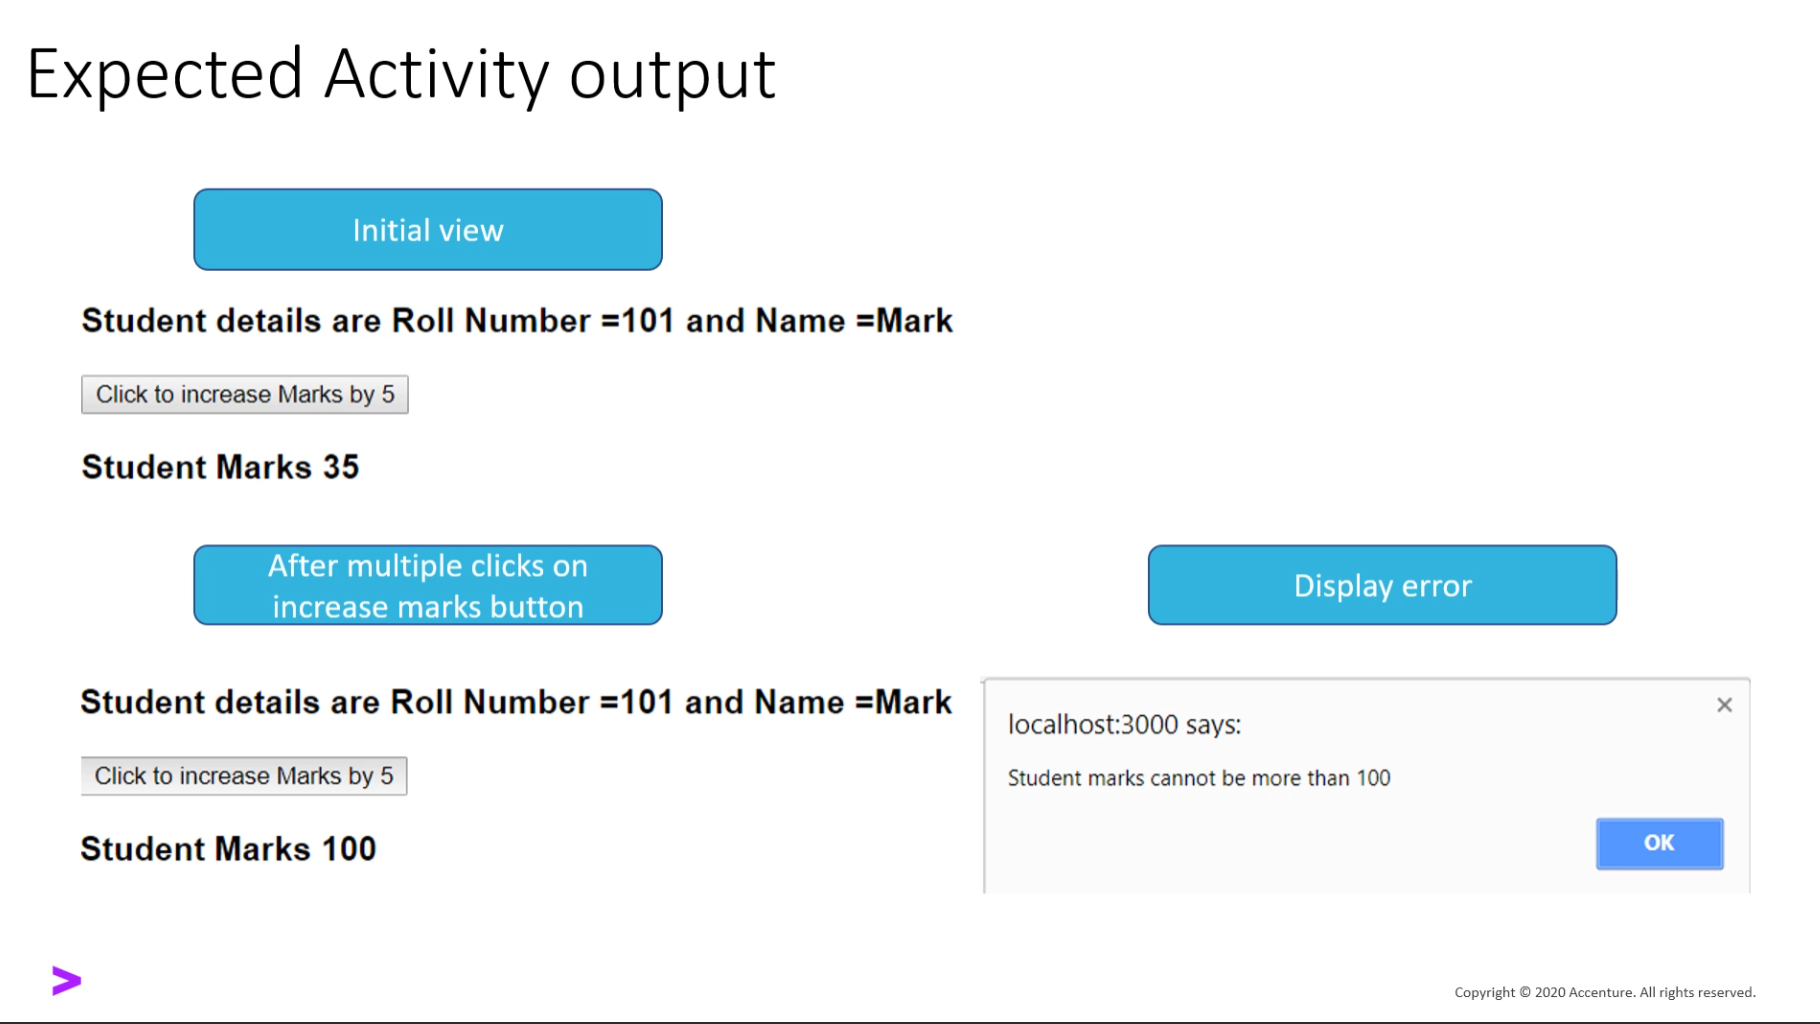 Expected Activity output
Initial view
Student details are Roll Number =101 and Name =Mark
Click to increase Marks by 5
Student Marks 35
After multiple clicks on
increase marks button
Student details are Roll Number =101 and Name =Mark
Click to increase Marks by 5
Student Marks 100
Display error
localhost:3000 says:
Student marks cannot be more than 100
OK
Copyright © 2020 Accenture. All rights reserved.